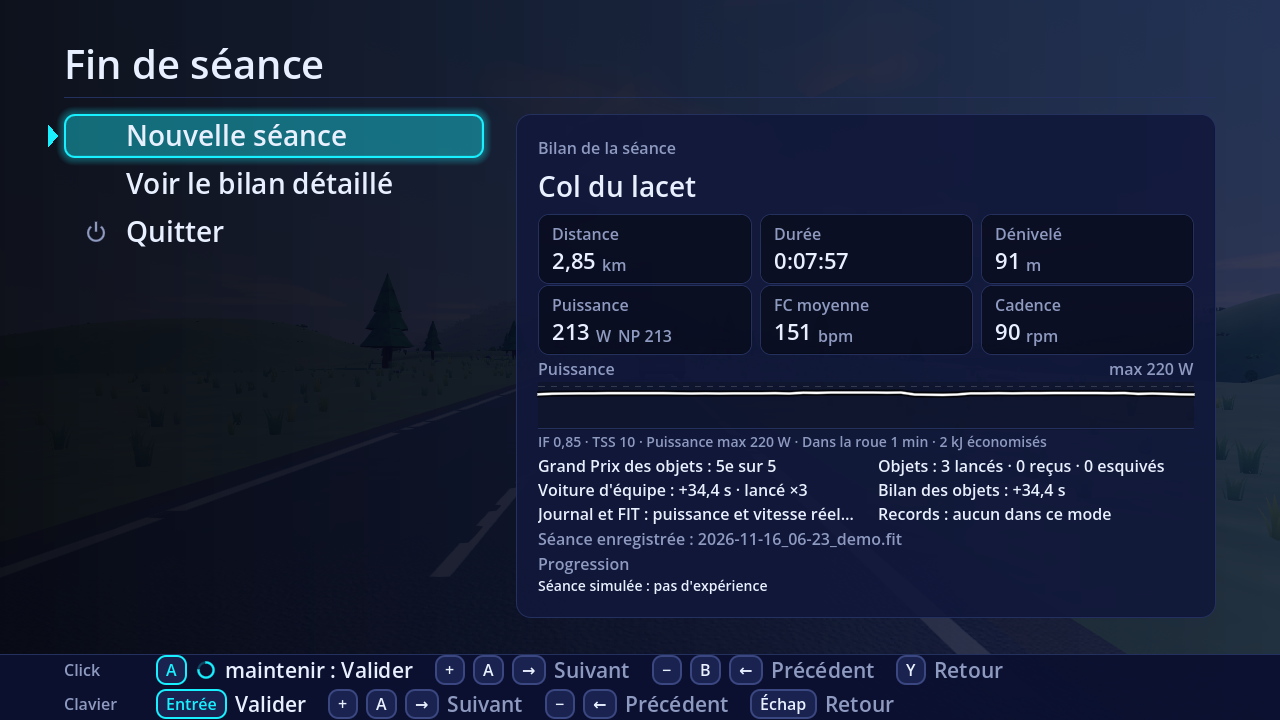 Fin de séance
Nouvelle séance
Voir le bilan détaillé
Quitter
Bilan de la séance
Col du lacet
Distance
2,85 km
Durée
0:07:57
Dénivelé
91 m
Puissance
213 W NP 213
FC moyenne
151 bpm
Cadence
90 rpm
Puissance
max 220 W
IF 0,85 · TSS 10 · Puissance max 220 W · Dans la roue 1 min · 2 kJ économisés
Grand Prix des objets : 5e sur 5
Objets : 3 lancés · 0 reçus · 0 esquivés
Voiture d'équipe : +34,4 s · lancé ×3
Bilan des objets : +34,4 s
Journal et FIT : puissance et vitesse réel…
Records : aucun dans ce mode
Séance enregistrée : 2026-11-16_06-23_demo.fit
Progression
Séance simulée : pas d'expérience
Click A maintenir : Valider + A → Suivant − B ← Précédent Y Retour
Clavier Entrée Valider + A → Suivant − ← Précédent Échap Retour